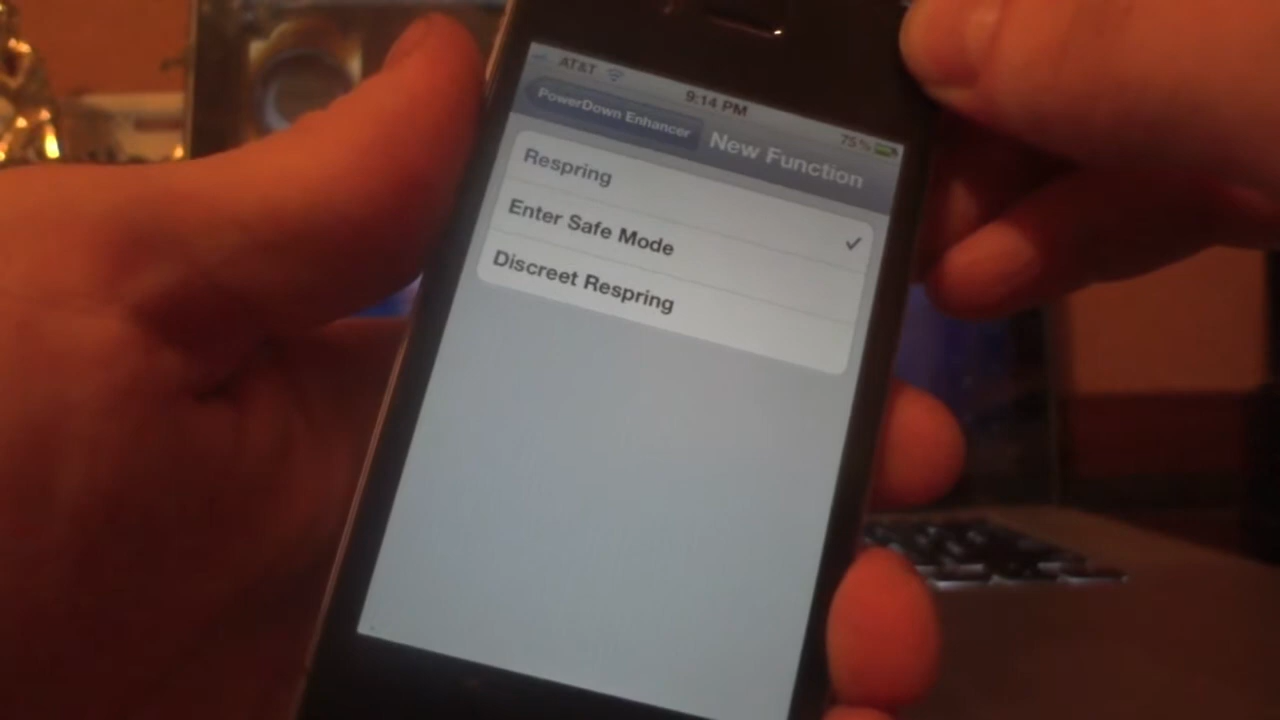 AT&T 9:14 PM 75%
PowerDown Enhancer New Function
Respring
Enter Safe Mode
Discreet Respring